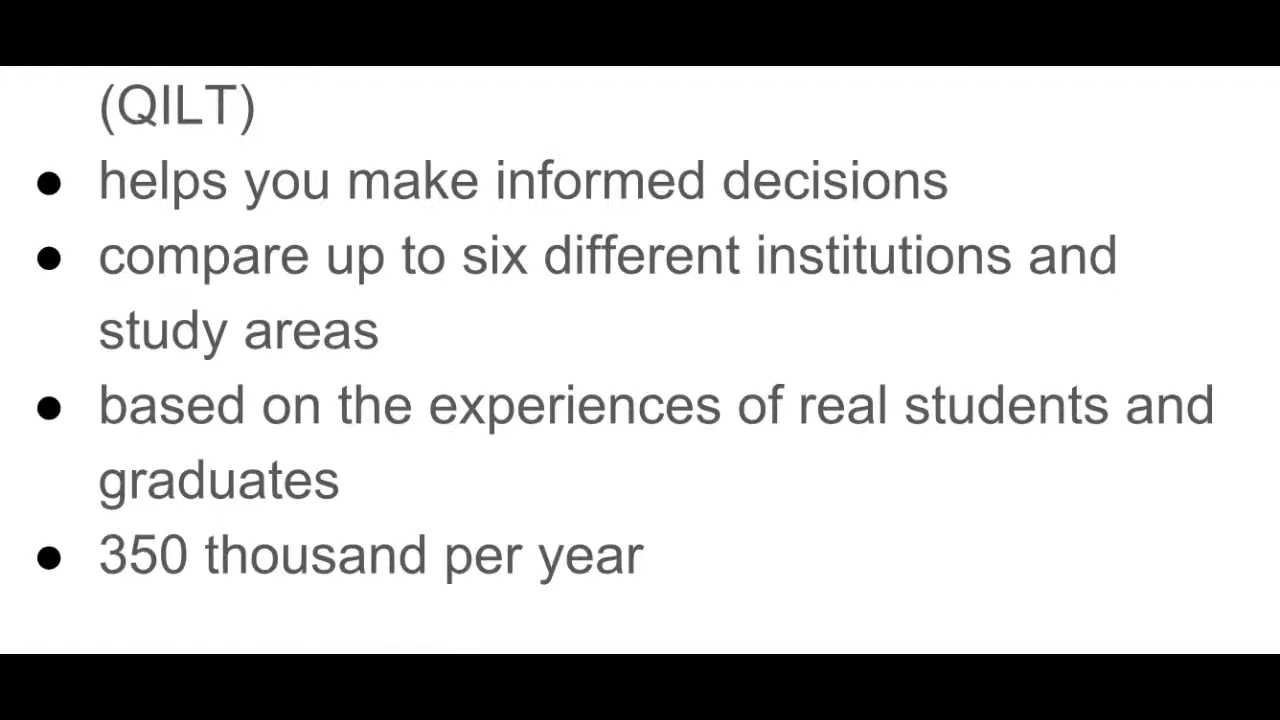 (QILT)
● helps you make informed decisions
● compare up to six different institutions and
study areas
● based on the experiences of real students and
graduates
● 350 thousand per year